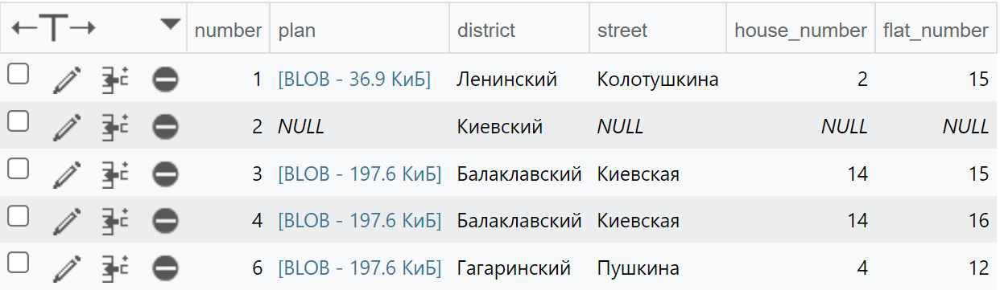 number plan district street house_number flat_number
1 [BLOB - 36.9 КиБ] Ленинский Колотушкина 2 15
2 NULL Киевский NULL NULL NULL
3 [BLOB - 197.6 КиБ] Балаклавский Киевская 14 15
4 [BLOB - 197.6 КиБ] Балаклавский Киевская 14 16
6 [BLOB - 197.6 КиБ] Гагаринский Пушкина 4 12